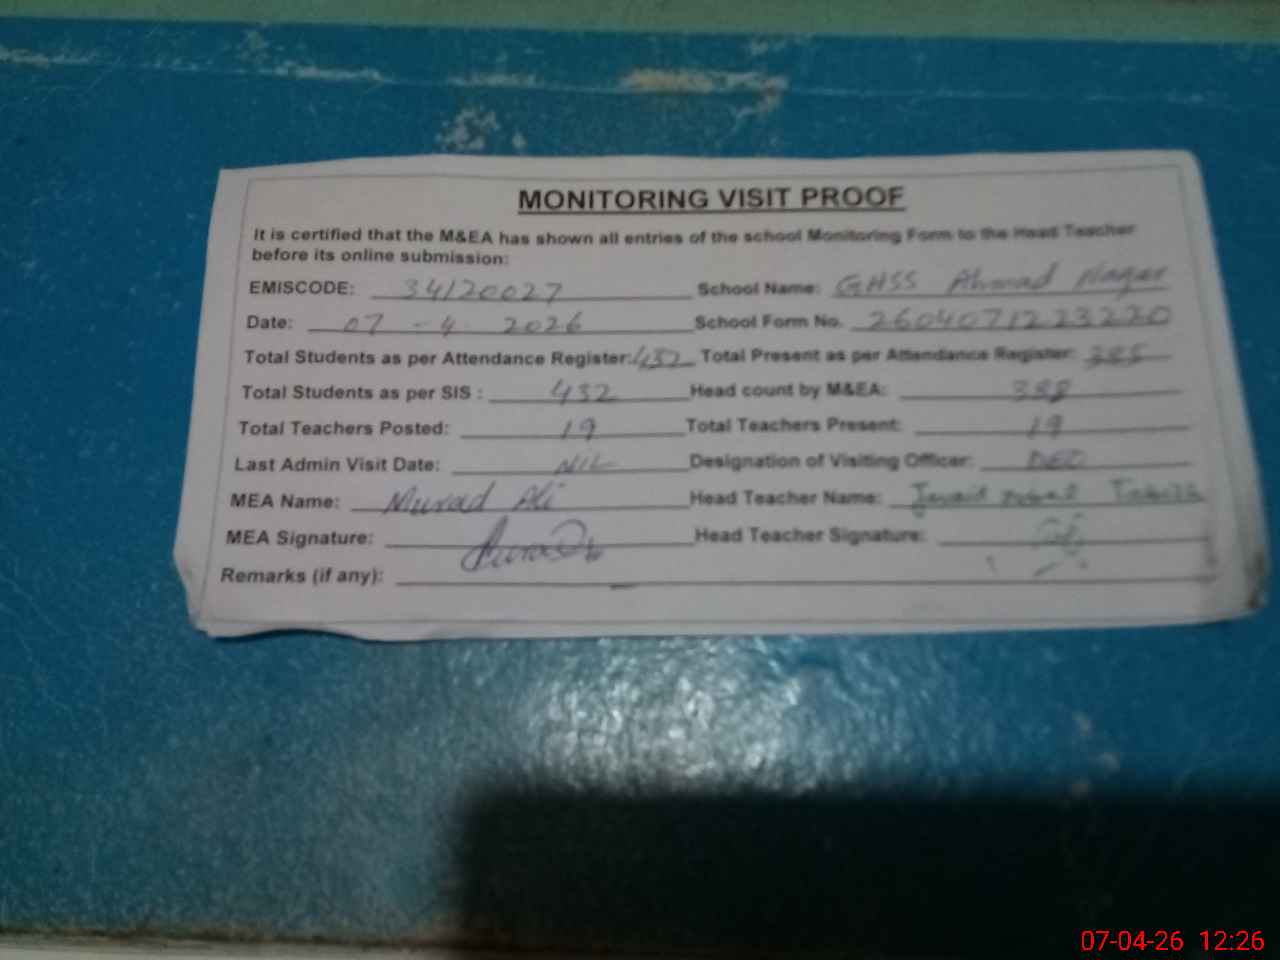 MONITORING VISIT PROOF
It is certified that the M&EA has shown all entries of the school Monitoring Form to the Head Teacher
before its online submission:
EMISCODE: 34120027 School Name: GHSS Ahmad Nagar
Date: 07 - 4 2026 School Form No. 2604071223220
Total Students as per Attendance Register: 432 Total Present as per Attendance Register: 385
Total Students as per SIS : 432 Head count by M&EA: 388
Total Teachers Posted: 19 Total Teachers Present: 19
Last Admin Visit Date: NIL Designation of Visiting Officer: DEO
MEA Name: Murad Ali Head Teacher Name:
MEA Signature: Head Teacher Signature:
Remarks (if any):
07-04-26 12:26